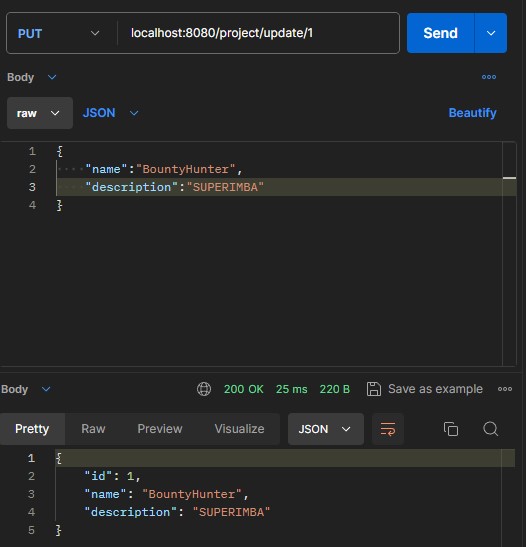 PUT localhost:8080/project/update/1 Send
Body
raw JSON Beautify
1 {
2 "name":"BountyHunter",
3 "description":"SUPERIMBA"
4 }
Body 200 OK 25 ms 220 B Save as example
Pretty Raw Preview Visualize JSON
1 {
2 "id": 1,
3 "name": "BountyHunter",
4 "description": "SUPERIMBA"
5 }